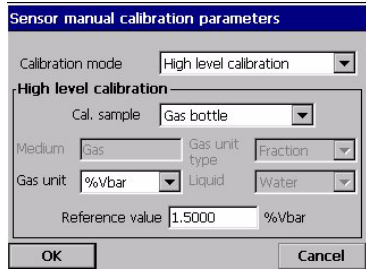 Sensor manual calibration parameters
Calibration mode High level calibration
High level calibration
Cal. sample Gas bottle
Medium Gas Gas unit type Fraction
Gas unit %Vbar Liquid Water
Reference value 1.5000 %Vbar
OK Cancel